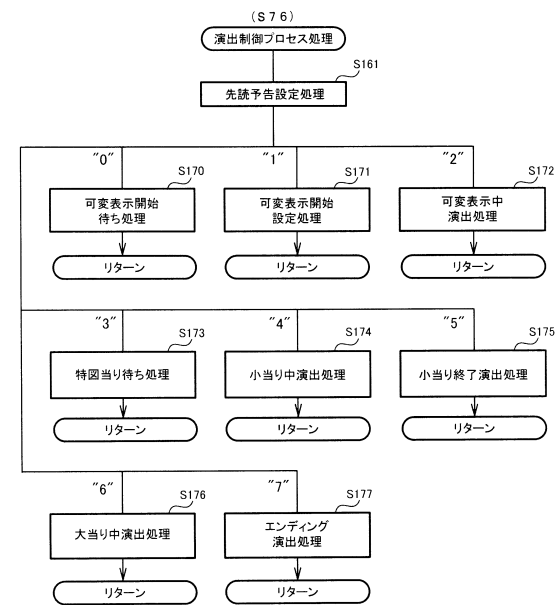 (S76)
演出制御プロセス処理
S161
先読予告設定処理
"0"
"1"
"2"
S170
S171
S172
可変表示開始
待ち処理
可変表示開始
設定処理
可変表示中
演出処理
リターン
リターン
リターン
"3"
"4"
"5"
S173
S174
S175
特図当り待ち処理
小当り中演出処理
小当り終了演出処理
リターン
リターン
リターン
"6"
"7"
S176
S177
大当り中演出処理
エンディング
演出処理
リターン
リターン